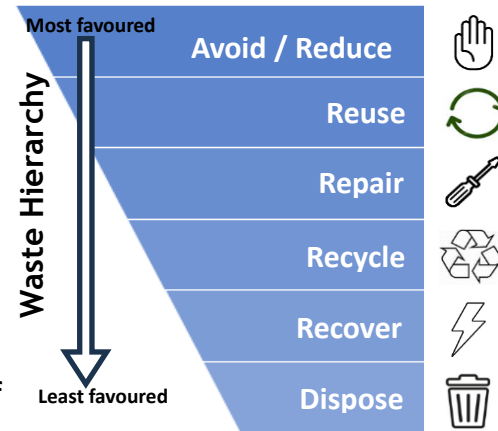 Most favoured
Avoid / Reduce
Reuse
Repair
Recycle
Recover
Dispose
Least favoured
Waste Hierarchy